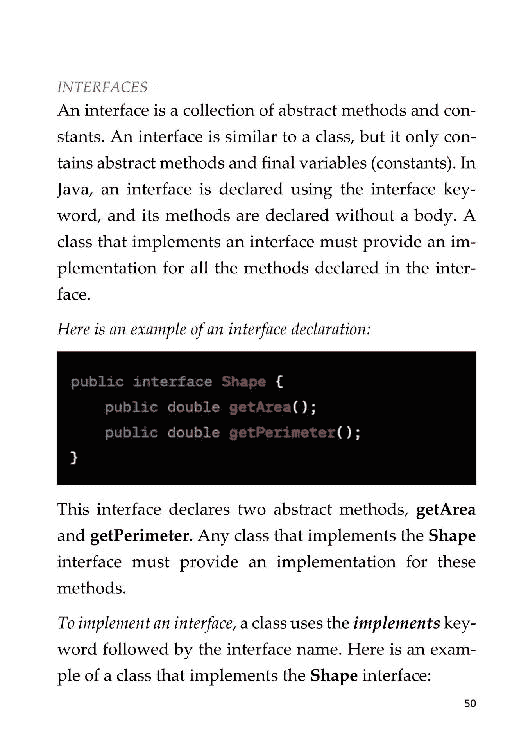 INTERFACES
An interface is a collection of abstract methods and con-
stants. An interface is similar to a class, but it only con-
tains abstract methods and final variables (constants). In
Java, an interface is declared using the interface key-
word, and its methods are declared without a body. A
class that implements an interface must provide an im-
plementation for all the methods declared in the inter-
face.
Here is an example of an interface declaration:
public interface Shape {
    public double getArea();
    public double getPerimeter();
}
This interface declares two abstract methods, getArea
and getPerimeter. Any class that implements the Shape
interface must provide an implementation for these
methods.
To implement an interface, a class uses the implements key-
word followed by the interface name. Here is an exam-
ple of a class that implements the Shape interface:
50